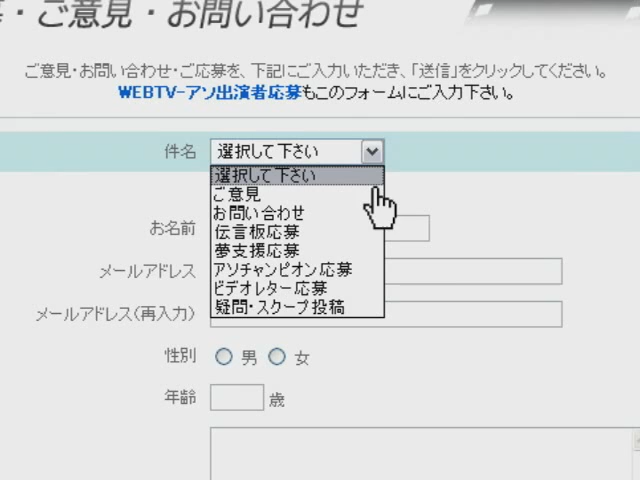 ・ご意見・お問い合わせ
ご意見・お問い合わせ・ご応募を、下記にご入力いただき、「送信」をクリックしてください。
WEBTV-アソ出演者応募もこのフォームにご入力下さい。
件名 選択して下さい
選択して下さい
ご意見
お問い合わせ
伝言板応募
夢支援応募
アソチャンピオン応募
ビデオレター応募
疑問・スクープ投稿
お名前
メールアドレス
メールアドレス(再入力)
性別 男 女
年齢 歳